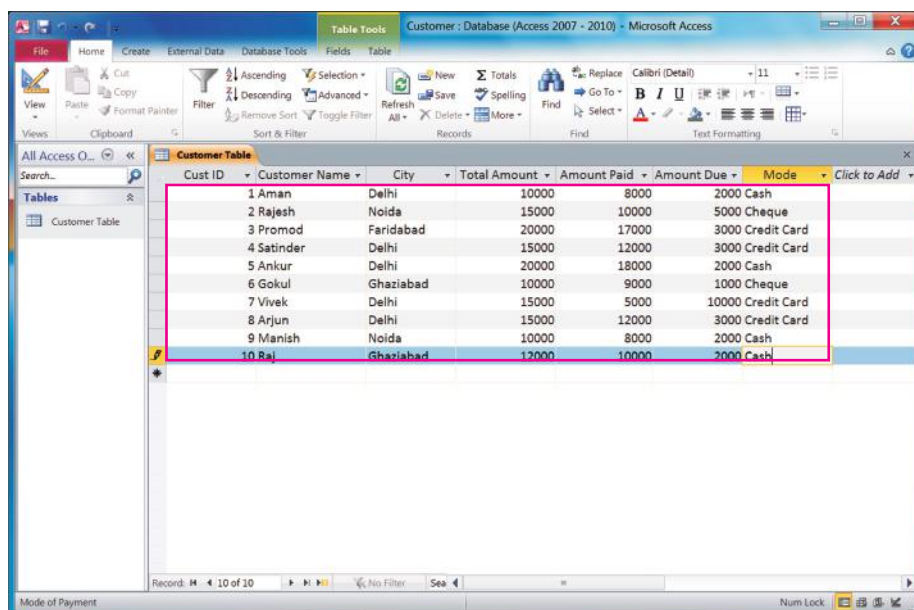 Table Tools Customer : Database (Access 2007 - 2010) - Microsoft Access
File Home Create External Data Database Tools Fields Table
View Paste Cut Copy Format Painter
Filter Ascending Descending Remove Sort Selection Advanced Toggle Filter
Refresh All New Save Delete Totals Spelling More
Find Replace Go To Select
Calibri (Detail) 11
B I U A
Views Clipboard Sort & Filter Records Find Text Formatting
All Access O... «
Search...
Tables
Customer Table
Customer Table
Cust ID Customer Name City Total Amount Amount Paid Amount Due Mode Click to Add
1 Aman Delhi 10000 8000 2000 Cash
2 Rajesh Noida 15000 10000 5000 Cheque
3 Promod Faridabad 20000 17000 3000 Credit Card
4 Satinder Delhi 15000 12000 3000 Credit Card
5 Ankur Delhi 20000 18000 2000 Cash
6 Gokul Ghaziabad 10000 9000 1000 Cheque
7 Vivek Delhi 15000 5000 10000 Credit Card
8 Arjun Delhi 15000 12000 3000 Credit Card
9 Manish Noida 10000 8000 2000 Cash
10 Raj Ghaziabad 12000 10000 2000 Cash
Record: 10 of 10 No Filter Sea
Mode of Payment Num Lock